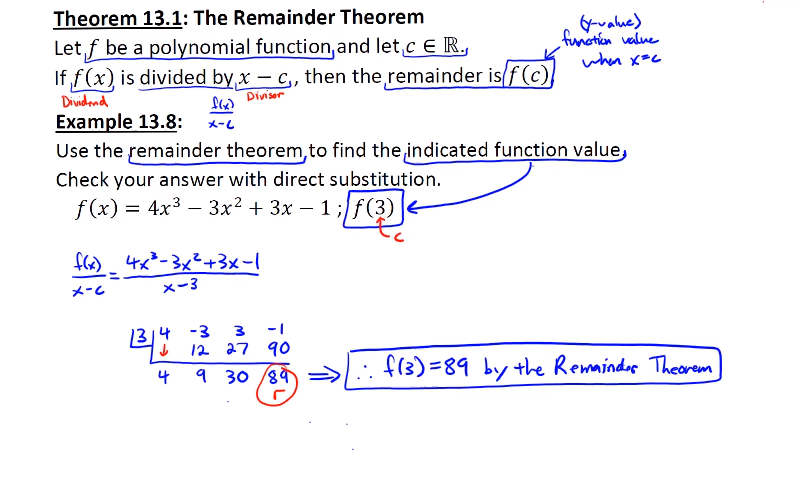 Theorem 13.1: The Remainder Theorem
(y-value)
function value
when x=c
Let f be a polynomial function, and let c ∈ ℝ.
If f(x) is divided by x − c, then the remainder is f(c)
Dividend
Divisor
f(x)
x-c
Example 13.8:
Use the remainder theorem to find the indicated function value.
Check your answer with direct substitution.
f(x) = 4x³ − 3x² + 3x − 1 ; f(3)
c
f(x)/x-c = 4x³-3x²+3x-1/x-3
3 4 -3 3 -1
↓ 12 27 90
4 9 30 89 ⇒ ∴ f(3)=89 by the Remainder Theorem
r